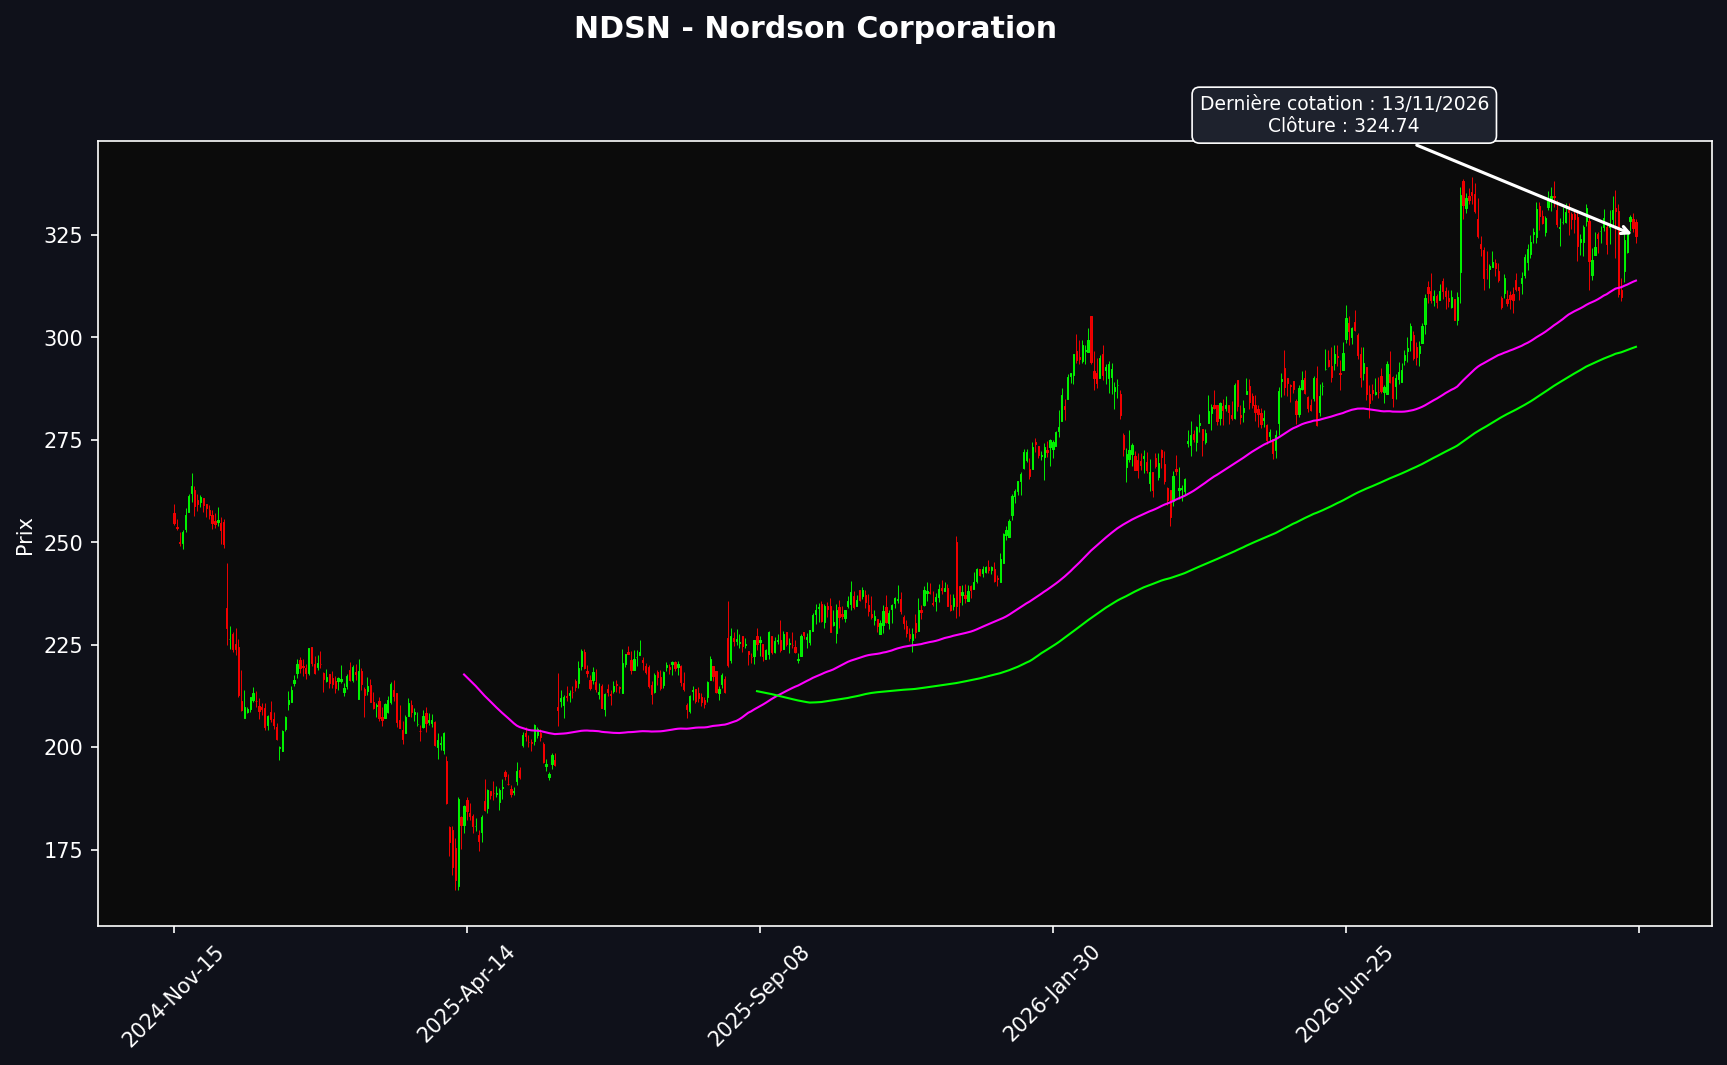 NDSN - Nordson Corporation
Dernière cotation : 13/11/2026
Clôture : 324.74
Prix
325
300
275
250
225
200
175
2024-Nov-15
2025-Apr-14
2025-Sep-08
2026-Jan-30
2026-Jun-25